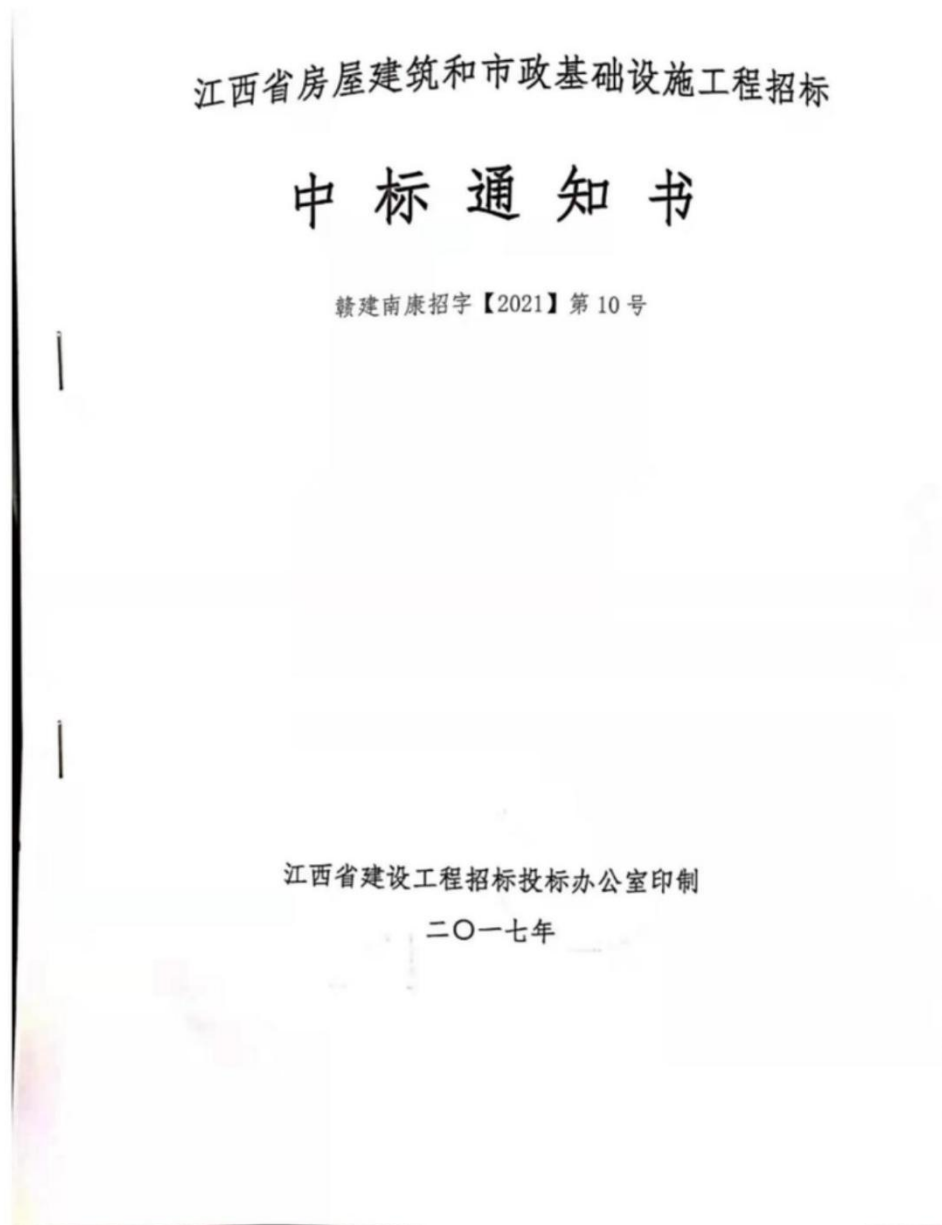 江西省房屋建筑和市政基础设施工程招标
中标通知书
赣建南康招字【2021】第 10 号
江西省建设工程招标投标办公室印制
二〇一七年